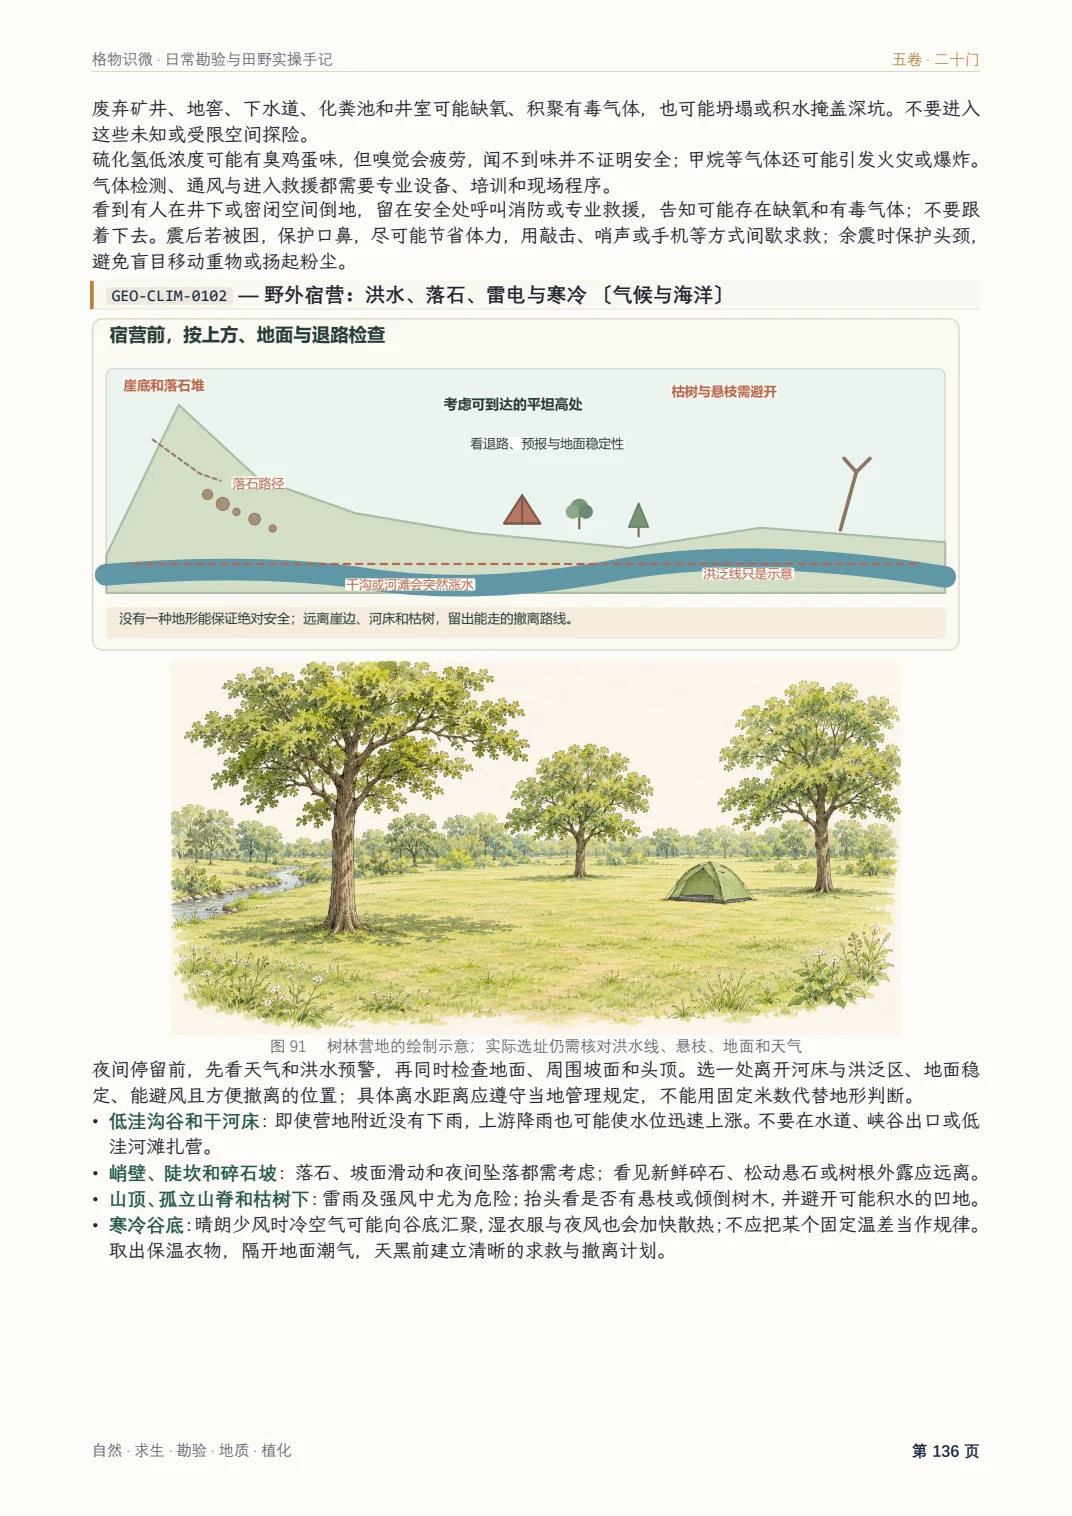 格物识微 · 日常勘验与田野实操手记
五卷 · 二十门
废弃矿井、地窖、下水道、化粪池和井室可能缺氧、积聚有毒气体，也可能坍塌或积水掩盖深坑。不要进入
这些未知或受限空间探险。
硫化氢低浓度可能有臭鸡蛋味，但嗅觉会疲劳，闻不到味并不证明安全；甲烷等气体还可能引发火灾或爆炸。
气体检测、通风与进入救援都需要专业设备、培训和现场程序。
看到有人在井下或密闭空间倒地，留在安全处呼叫消防或专业救援，告知可能存在缺氧和有毒气体；不要跟
着下去。震后若被困，保护口鼻，尽可能节省体力，用敲击、哨声或手机等方式间歇求救；余震时保护头颈，
避免盲目移动重物或扬起粉尘。
GEO-CLIM-0102 — 野外宿营：洪水、落石、雷电与寒冷 〔气候与海洋〕
宿营前，按上方、地面与退路检查
崖底和落石堆
枯树与悬枝需避开
考虑可到达的平坦高处
看退路、预报与地面稳定性
落石路径
洪泛线只是示意
干沟或河滩会突然涨水
没有一种地形能保证绝对安全；远离崖边、河床和枯树，留出能走的撤离路线。
图 91 树林营地的绘制示意；实际选址仍需核对洪水线、悬枝、地面和天气
夜间停留前，先看天气和洪水预警，再同时检查地面、周围坡面和头顶。选一处离开河床与洪泛区、地面稳
定、能避风且方便撤离的位置；具体离水距离应遵守当地管理规定，不能用固定米数代替地形判断。
• 低洼沟谷和干河床：即使营地附近没有下雨，上游降雨也可能使水位迅速上涨。不要在水道、峡谷出口或低
洼河滩扎营。
• 峭壁、陡坎和碎石坡：落石、坡面滑动和夜间坠落都需考虑；看见新鲜碎石、松动悬石或树根外露应远离。
• 山顶、孤立山脊和枯树下：雷雨及强风中尤为危险；抬头看是否有悬枝或倾倒树木，并避开可能积水的凹地。
• 寒冷谷底：晴朗少风时冷空气可能向谷底汇聚，湿衣服与夜风也会加快散热；不应把某个固定温差当作规律。
取出保温衣物，隔开地面潮气，天黑前建立清晰的求救与撤离计划。
自然 · 求生 · 勘验 · 地质 · 植化
第 136 页